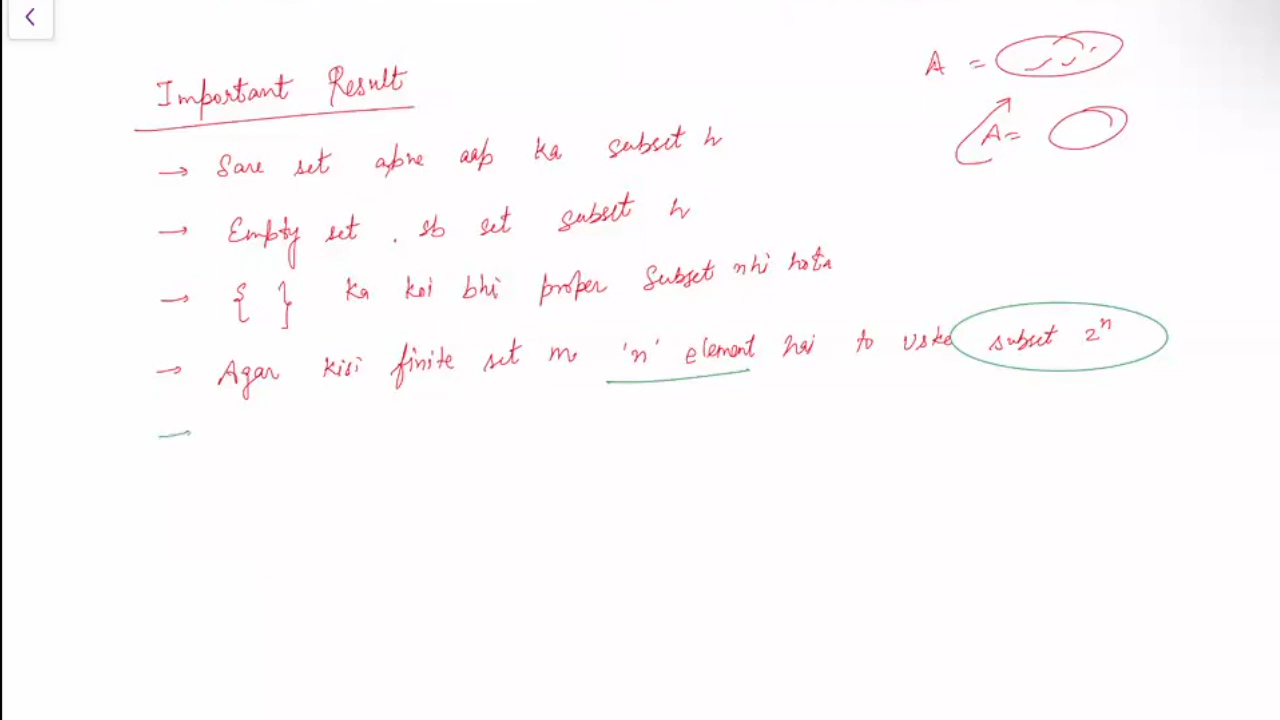 Important Result
A =
A =
→ Sare set apne aap ka subset h
→ Empty set . sb set subset h
→ { } ka koi bhi proper subset nhi hota
→ Agar kisi finite set m 'n' element hai to uske subset 2ⁿ
→